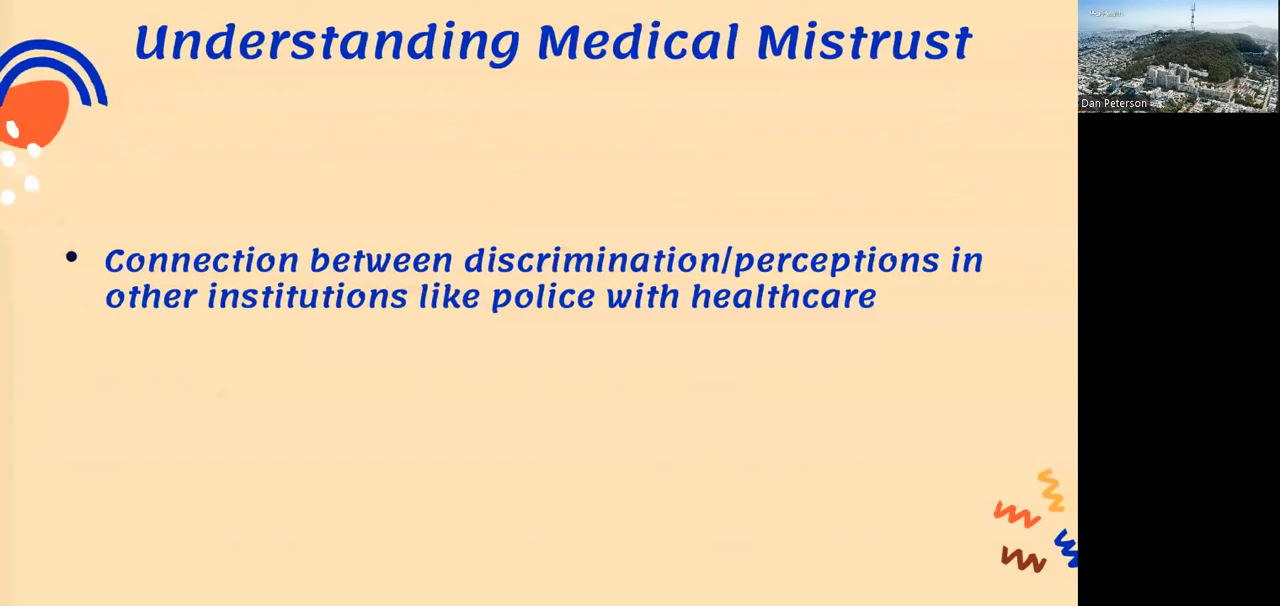 Understanding Medical Mistrust
• Connection between discrimination/perceptions in
other institutions like police with healthcare
Dan Peterson